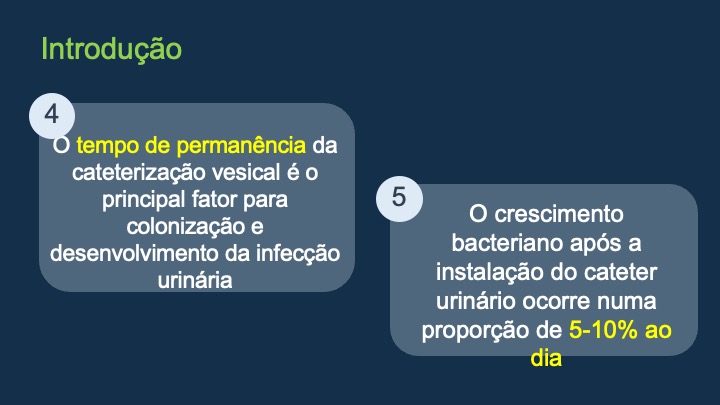 Introdução
4
O tempo de permanência da
cateterização vesical é o
principal fator para
colonização e
desenvolvimento da infecção
urinária
5
O crescimento
bacteriano após a
instalação do cateter
urinário ocorre numa
proporção de 5-10% ao
dia